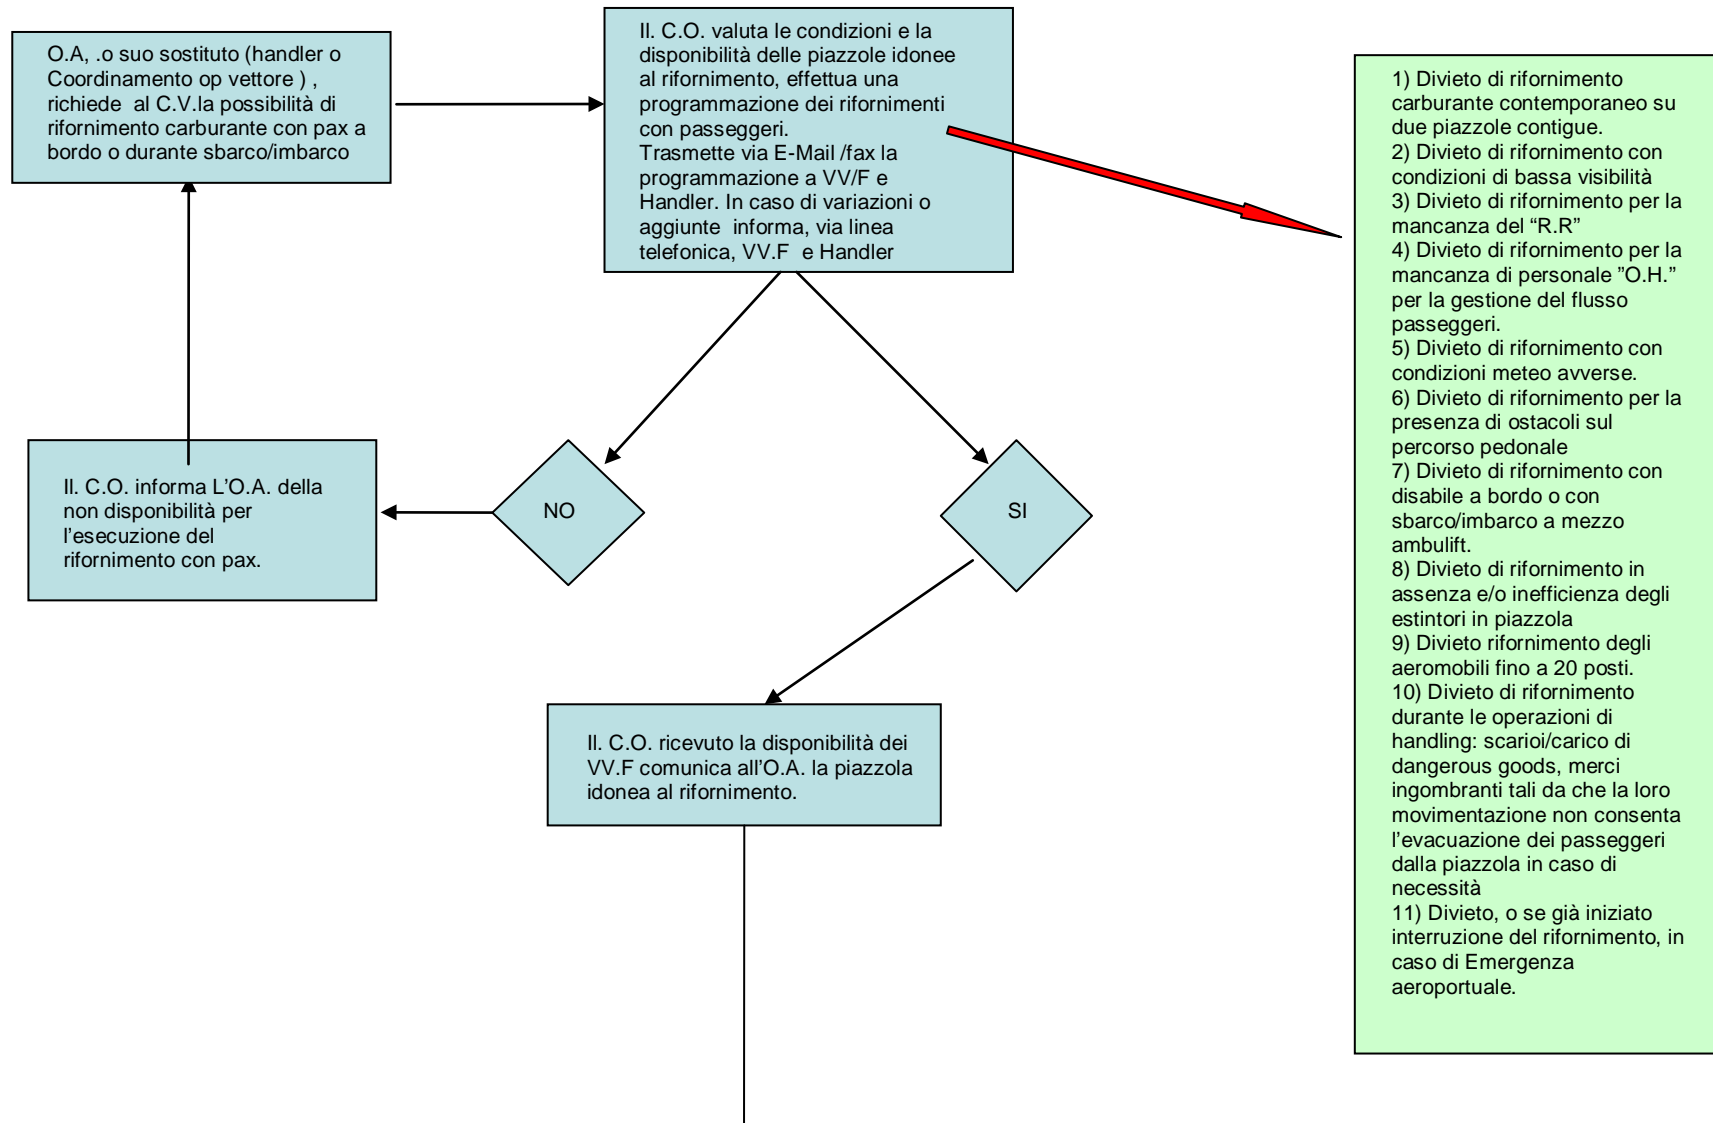 O.A, .o suo sostituto (handler o
Coordinamento op vettore ) ,
richiede  al C.V.la possibilità di
rifornimento carburante con pax a
bordo o durante sbarco/imbarco
Il. C.O. valuta le condizioni e la
disponibilità delle piazzole idonee
al rifornimento, effettua una
programmazione dei rifornimenti
con passeggeri.
Trasmette via E-Mail /fax la
programmazione a VV/F e
Handler. In caso di variazioni o
aggiunte  informa, via linea
telefonica, VV.F  e Handler
1) Divieto di rifornimento
carburante contemporaneo su
due piazzole contigue.
2) Divieto di rifornimento con
condizioni di bassa visibilità
3) Divieto di rifornimento per la
mancanza del “R.R”
4) Divieto di rifornimento per la
mancanza di personale ”O.H.”
per la gestione del flusso
passeggeri.
5) Divieto di rifornimento con
condizioni meteo avverse.
6) Divieto di rifornimento per la
presenza di ostacoli sul
percorso pedonale
7) Divieto di rifornimento con
disabile a bordo o con
sbarco/imbarco a mezzo
ambulift.
8) Divieto di rifornimento in
assenza e/o inefficienza degli
estintori in piazzola
9) Divieto rifornimento degli
aeromobili fino a 20 posti.
10) Divieto di rifornimento
durante le operazioni di
handling: scarioi/carico di
dangerous goods, merci
ingombranti tali da che la loro
movimentazione non consenta
l’evacuazione dei passeggeri
dalla piazzola in caso di
necessità
11) Divieto, o se già iniziato
interruzione del rifornimento, in
caso di Emergenza
aeroportuale.
Il. C.O. informa L’O.A. della
non disponibilità per
l’esecuzione del
rifornimento con pax.
NO
SI
Il. C.O. ricevuto la disponibilità dei
VV.F comunica all’O.A. la piazzola
idonea al rifornimento.